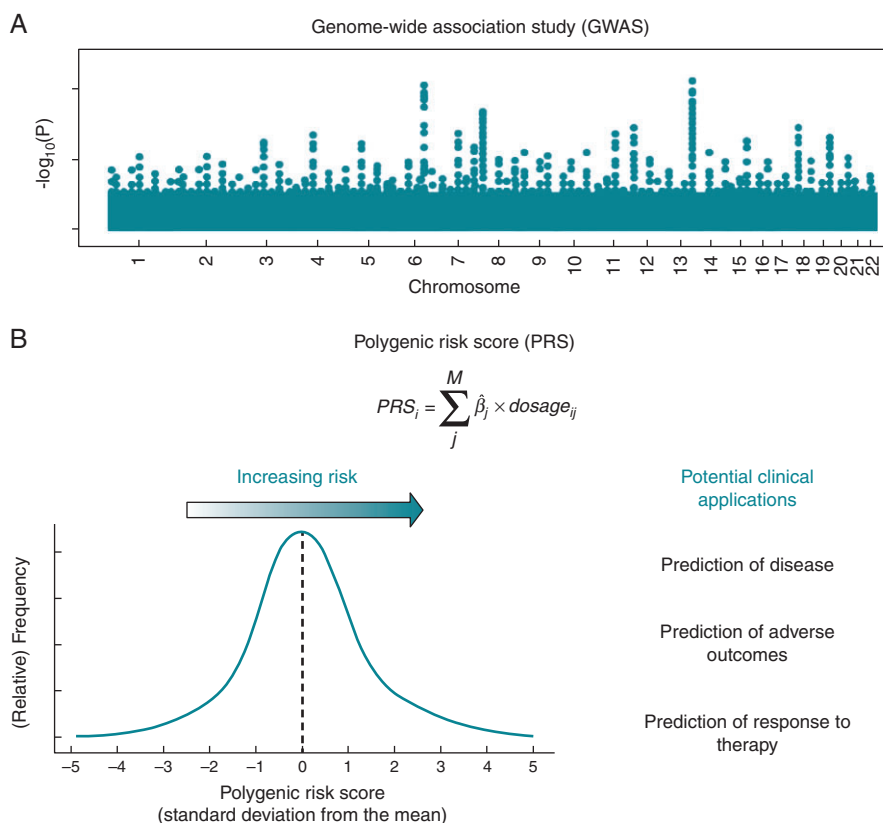 A
Genome-wide association study (GWAS)
-log10(P)
1 2 3 4 5 6 7 8 9 10 11 12 13 14 15 16 17 18 19 20 21 22
Chromosome
B
Polygenic risk score (PRS)
M
PRSi = ∑ β̂j × dosageij
j
Increasing risk
Potential clinical
applications
(Relative) Frequency
Prediction of disease
Prediction of adverse
outcomes
Prediction of response to
therapy
–5 –4 –3 –2 –1 0 1 2 3 4 5
Polygenic risk score
(standard deviation from the mean)